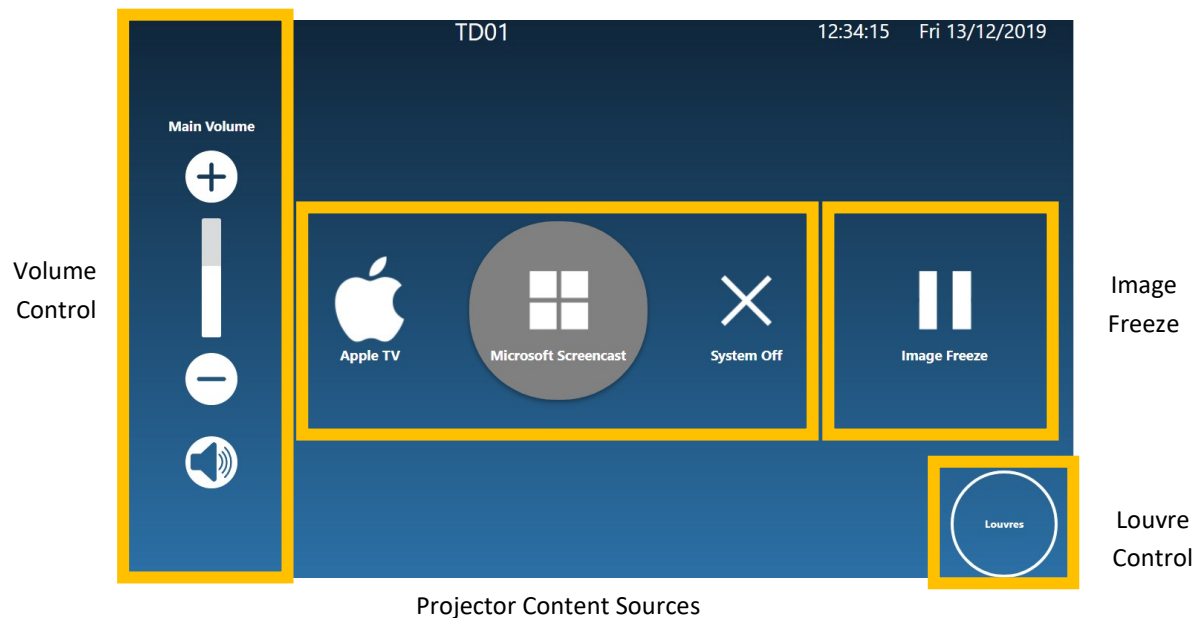 TD01
12:34:15 Fri 13/12/2019
Main Volume
Volume
Control
Apple TV
Microsoft Screencast
System Off
Image Freeze
Image
Freeze
Louvres
Louvre
Control
Projector Content Sources